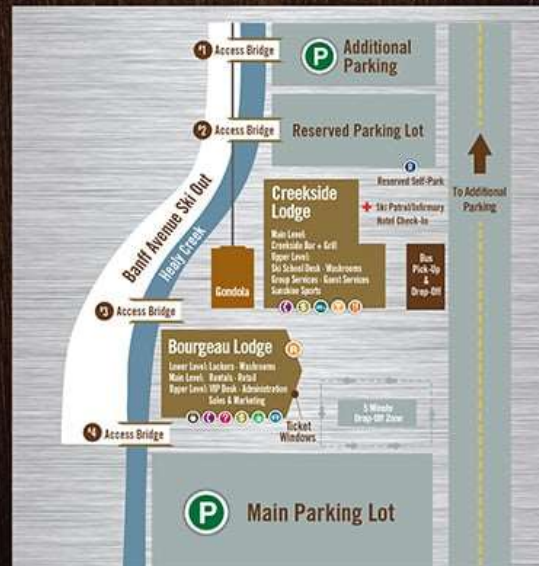 #1 Access Bridge
P Additional
Parking
#2 Access Bridge
Reserved Parking Lot
Reserved Self-Park
Creekside
Lodge
Main Level:
Creekside Bar + Grill
Upper Level:
Ski School Desk - Washrooms
Group Services - Guest Services
Sunshine Sports
Ski Patrol/Infirmary
Hotel Check-In
To Additional
Parking
Banff Avenue Ski Out
Healy Creek
Gondola
Bus
Pick-Up
&
Drop-Off
#3 Access Bridge
Bourgeau Lodge
Lower Level: Lockers - Washrooms
Main Level: Rentals - Retail
Upper Level: VIP Desk - Administration
Sales & Marketing
Ticket
Windows
5 Minute
Drop-Off Zone
#4 Access Bridge
P Main Parking Lot